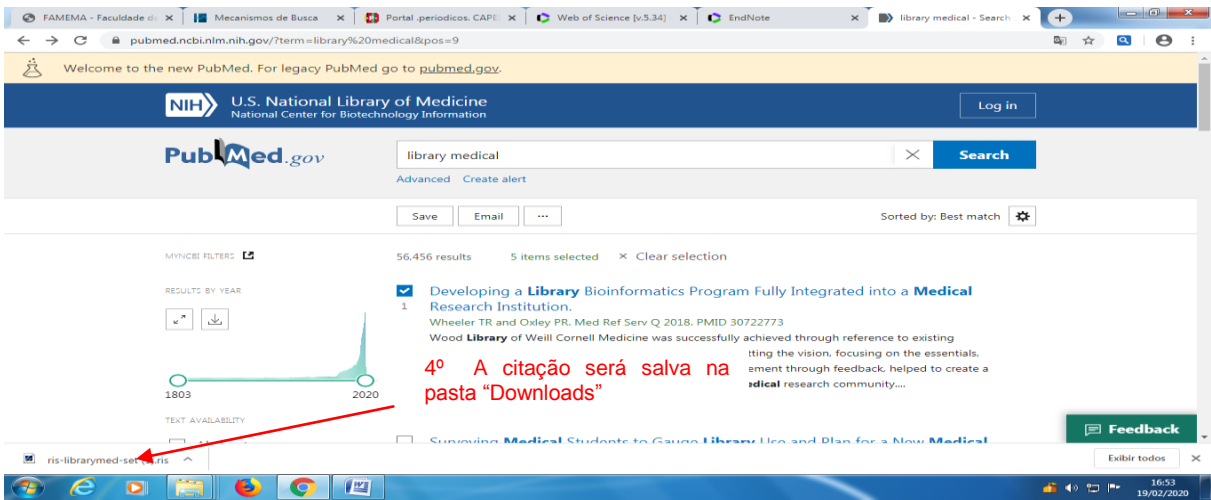 FAMEMA - Faculdade d
Mecanismos de Busca
Portal .periodicos. CAPE
Web of Science [v.5.34]
EndNote
library medical - Search
pubmed.ncbi.nlm.nih.gov/?term=library%20medical&pos=9
Welcome to the new PubMed. For legacy PubMed go to pubmed.gov.
NIH U.S. National Library of Medicine
National Center for Biotechnology Information
Log in
PubMed.gov
library medical
Search
Advanced Create alert
Save Email ... Sorted by: Best match
MYNCBI FILTERS
56,456 results 5 items selected × Clear selection
RESULTS BY YEAR
1803 2020
TEXT AVAILABILITY
1
Developing a Library Bioinformatics Program Fully Integrated into a Medical
Research Institution.
Wheeler TR and Oxley PR. Med Ref Serv Q 2018. PMID 30722773
Wood Library of Weill Cornell Medicine was successfully achieved through reference to existing
tting the vision, focusing on the essentials,
ement through feedback, helped to create a
edical research community....
4º A citação será salva na
pasta “Downloads”
Surveying Medical Students to Gauge Library Use and Plan for a New Medical
Feedback
ris-librarymed-set
.ris
Exibir todos
16:53
19/02/2020